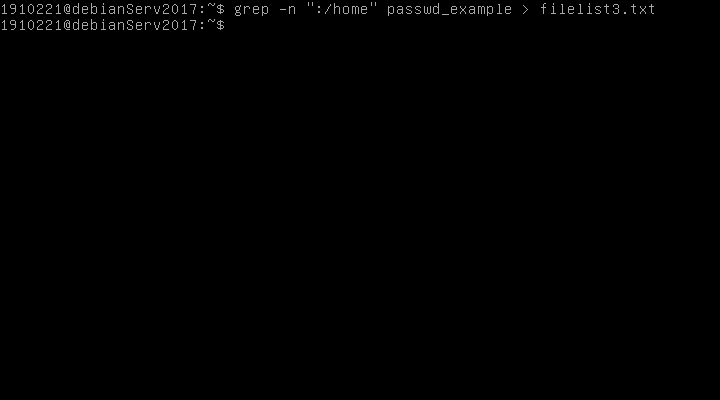 1910221@debianServ2017:~$ grep -n ":/home" passwd_example > filelist3.txt
1910221@debianServ2017:~$